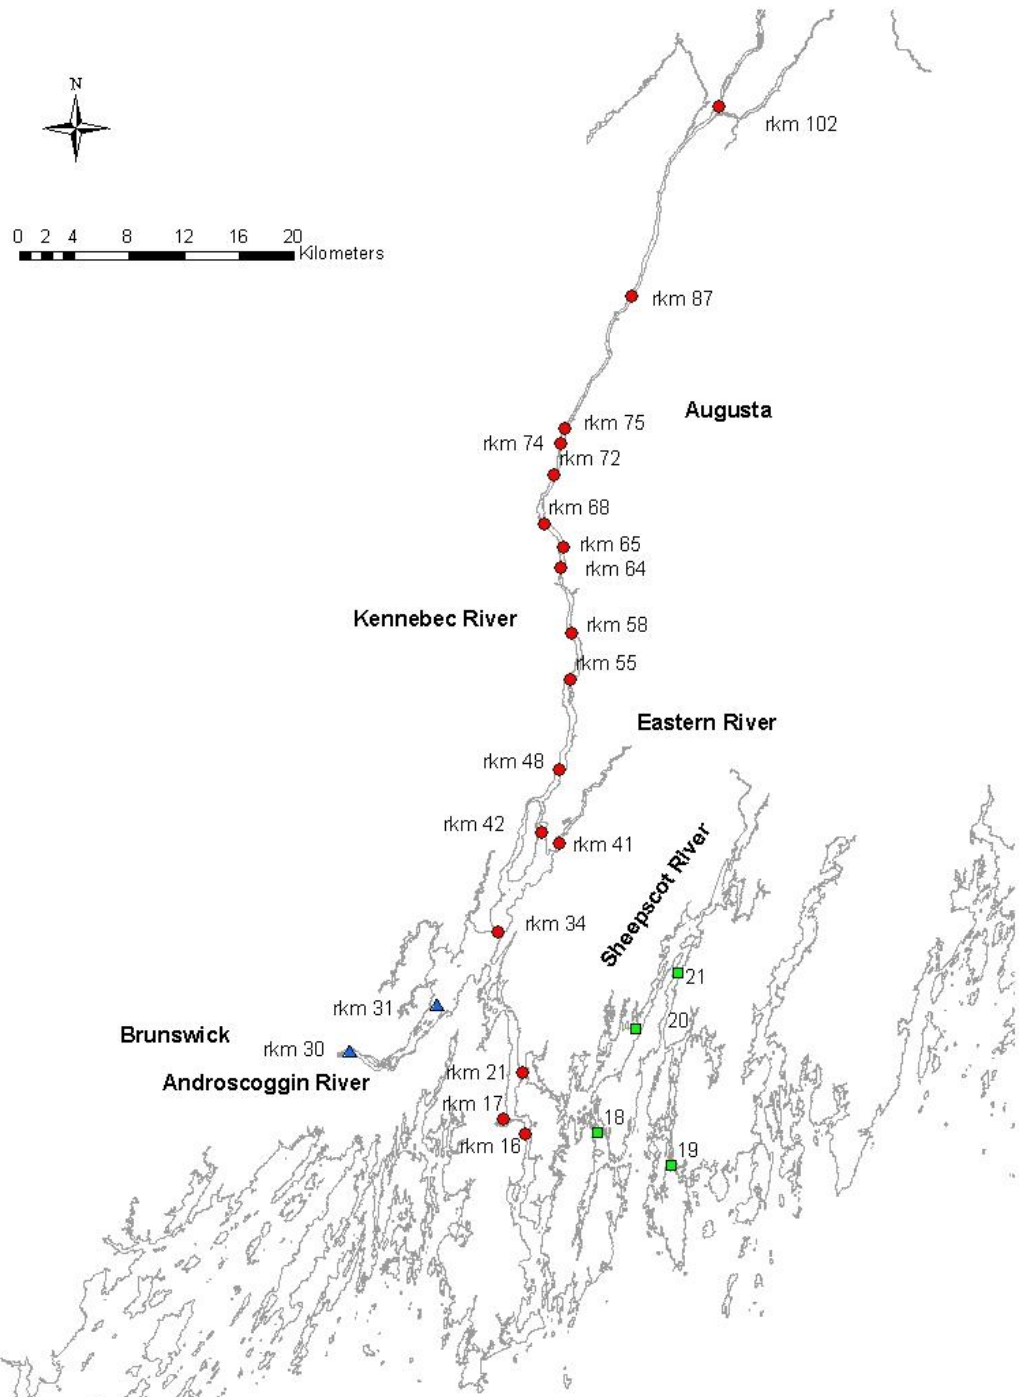 N
rkm 102
0 2 4 8 12 16 20
Kilometers
rkm 87
Augusta
rkm 75
rkm 74
rkm 72
rkm 68
rkm 65
rkm 64
Kennebec River
rkm 58
rkm 55
Eastern River
rkm 48
rkm 42
rkm 41
Sheepscot River
rkm 34
21
rkm 31
20
Brunswick
rkm 30
Androscoggin River
rkm 21
rkm 17
18
rkm 16
19